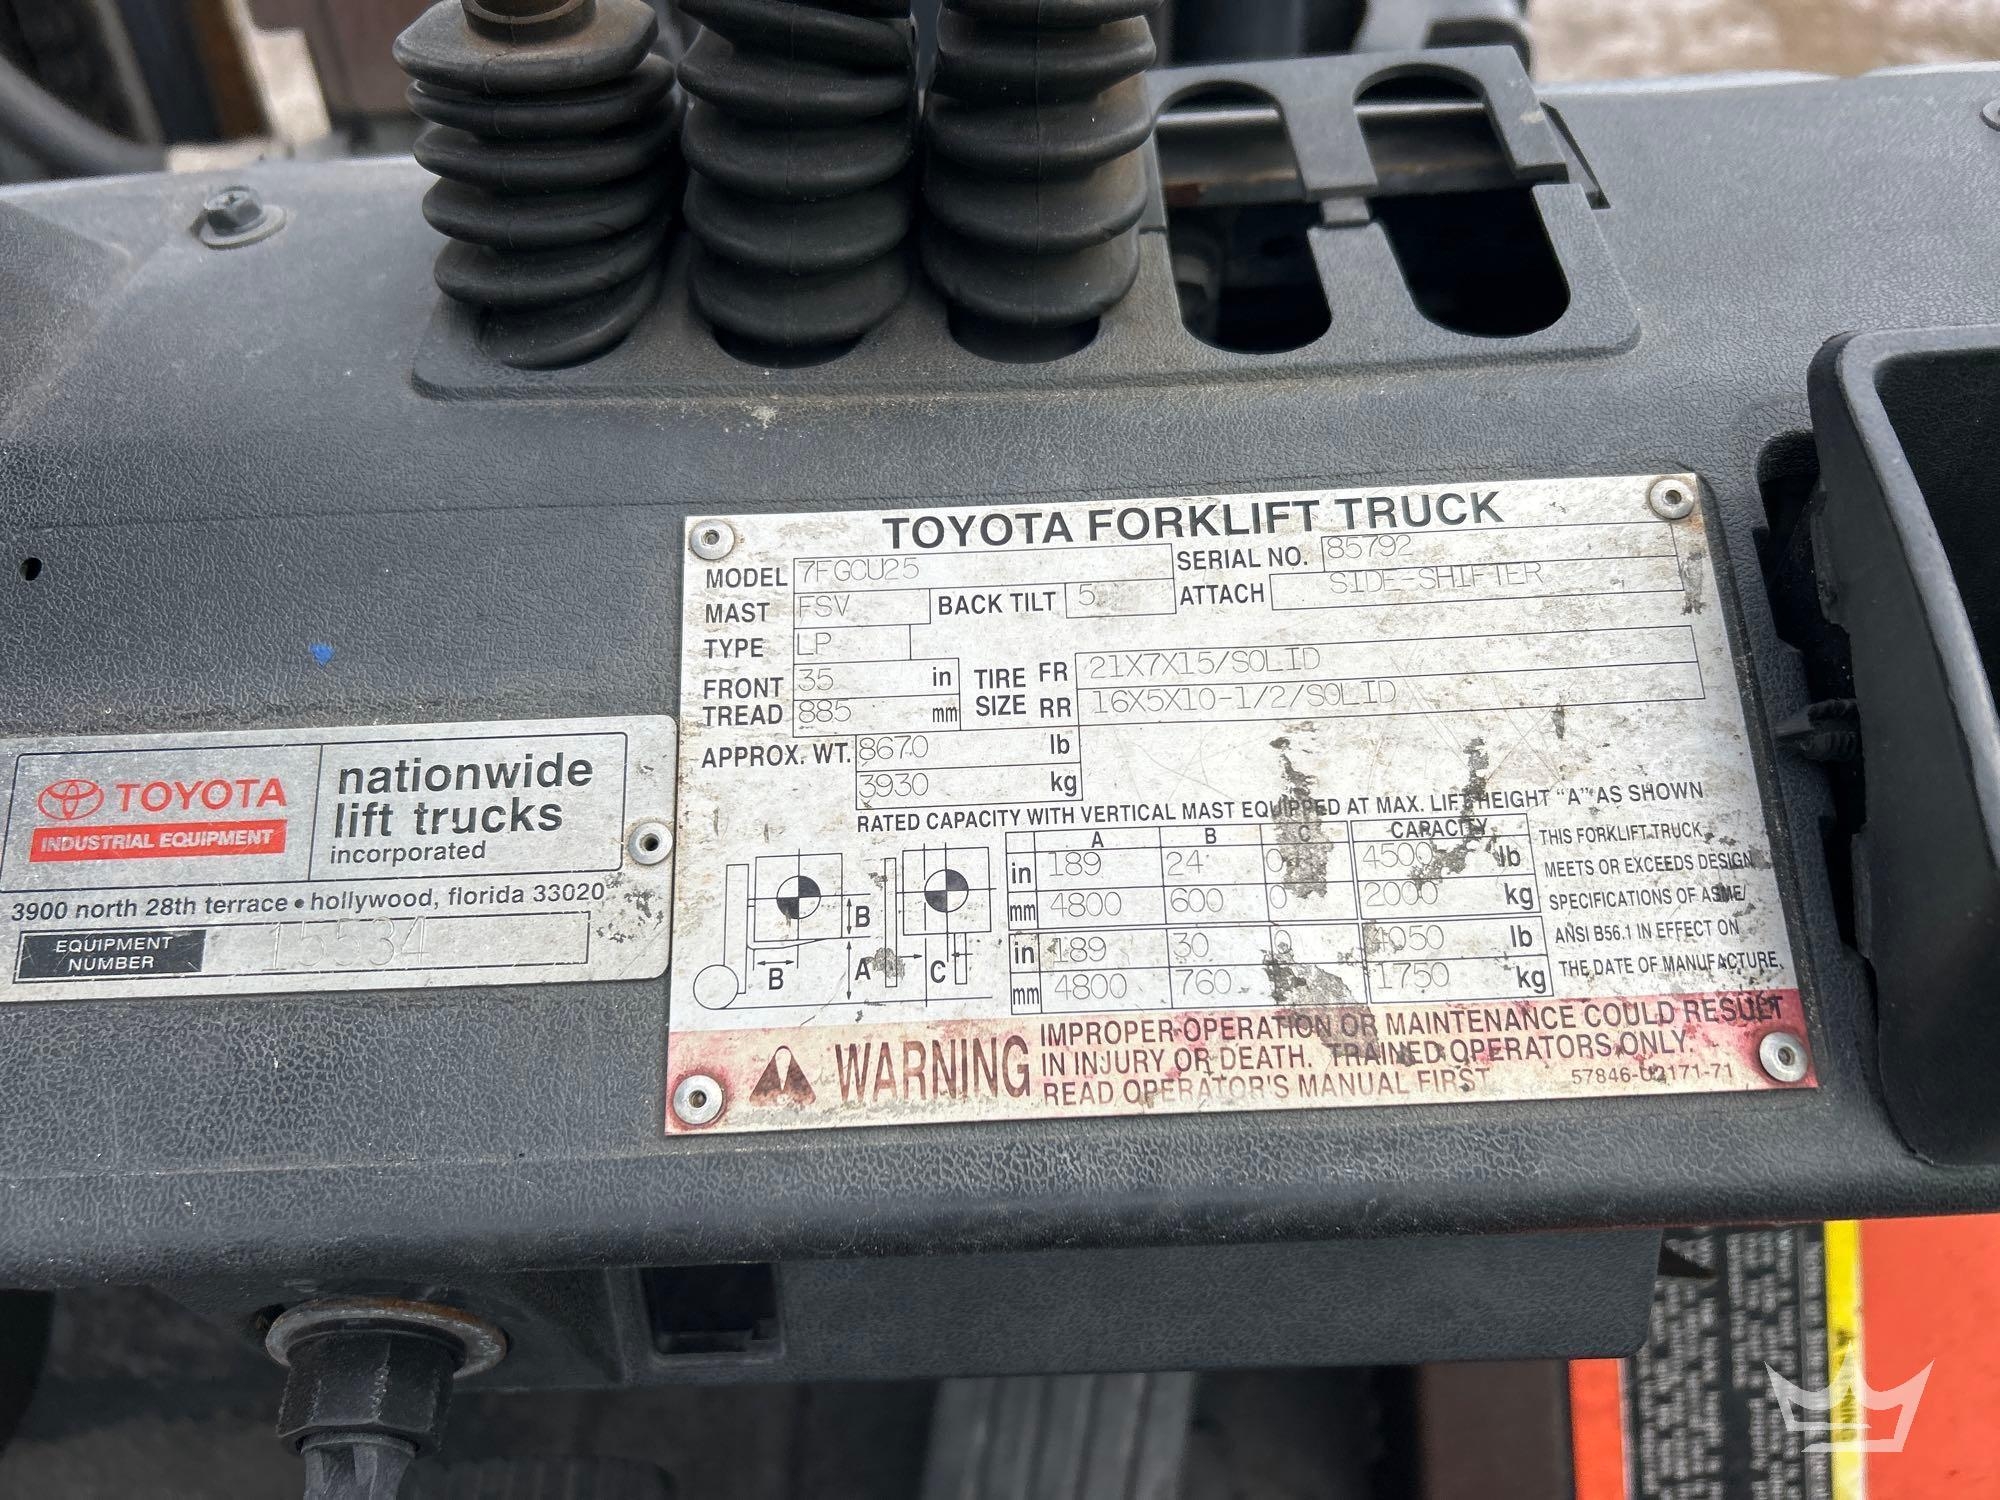 TOYOTA FORKLIFT TRUCK
MODEL 7FGCU25 SERIAL NO. 85792
MAST FSV BACK TILT 5 ATTACH SIDE-SHIFTER
TYPE LP
FRONT TREAD 35 in 885 mm
TIRE SIZE FR 21X7X15/SOLID
RR 16X5X10-1/2/SOLID
APPROX. WT. 8670 lb
3930 kg
RATED CAPACITY WITH VERTICAL MAST EQUIPPED AT MAX. LIFT HEIGHT "A" AS SHOWN
A B C CAPACITY
in 189 24 0 4500 lb
mm 4800 600 0 2000 kg
in 189 30 0 4050 lb
mm 4800 760 1750 kg
B B A C
THIS FORKLIFT TRUCK
MEETS OR EXCEEDS DESIGN
SPECIFICATIONS OF ASME/
ANSI B56.1 IN EFFECT ON
THE DATE OF MANUFACTURE.
WARNING
IMPROPER OPERATION OR MAINTENANCE COULD RESULT
IN INJURY OR DEATH. TRAINED OPERATORS ONLY.
READ OPERATOR'S MANUAL FIRST 57846-U2171-71
TOYOTA
INDUSTRIAL EQUIPMENT
nationwide
lift trucks
incorporated
3900 north 28th terrace • hollywood, florida 33020
EQUIPMENT
NUMBER 15534